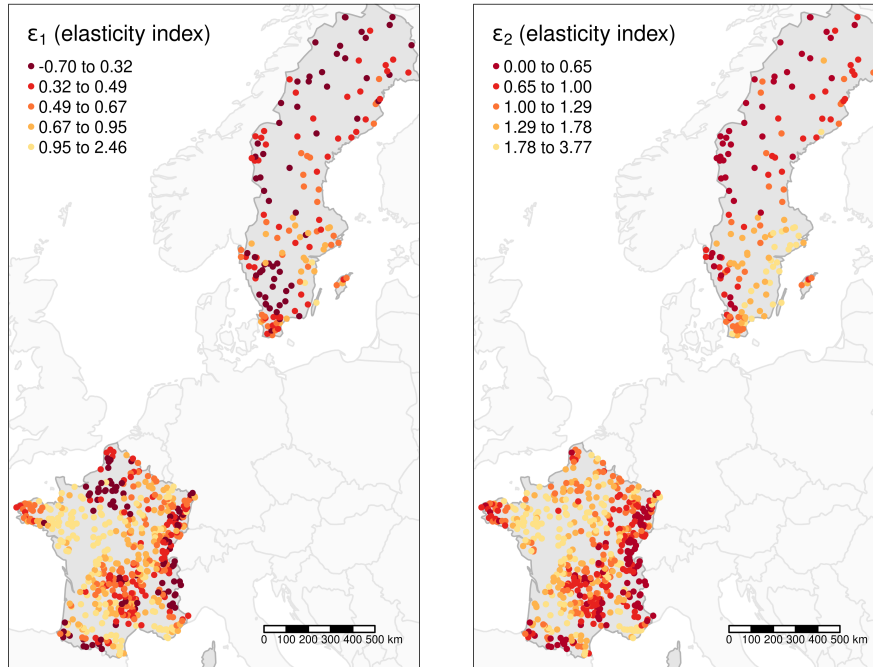 ε₁ (elasticity index)
-0.70 to 0.32
0.32 to 0.49
0.49 to 0.67
0.67 to 0.95
0.95 to 2.46
0 100 200 300 400 500 km
ε₂ (elasticity index)
0.00 to 0.65
0.65 to 1.00
1.00 to 1.29
1.29 to 1.78
1.78 to 3.77
0 100 200 300 400 500 km